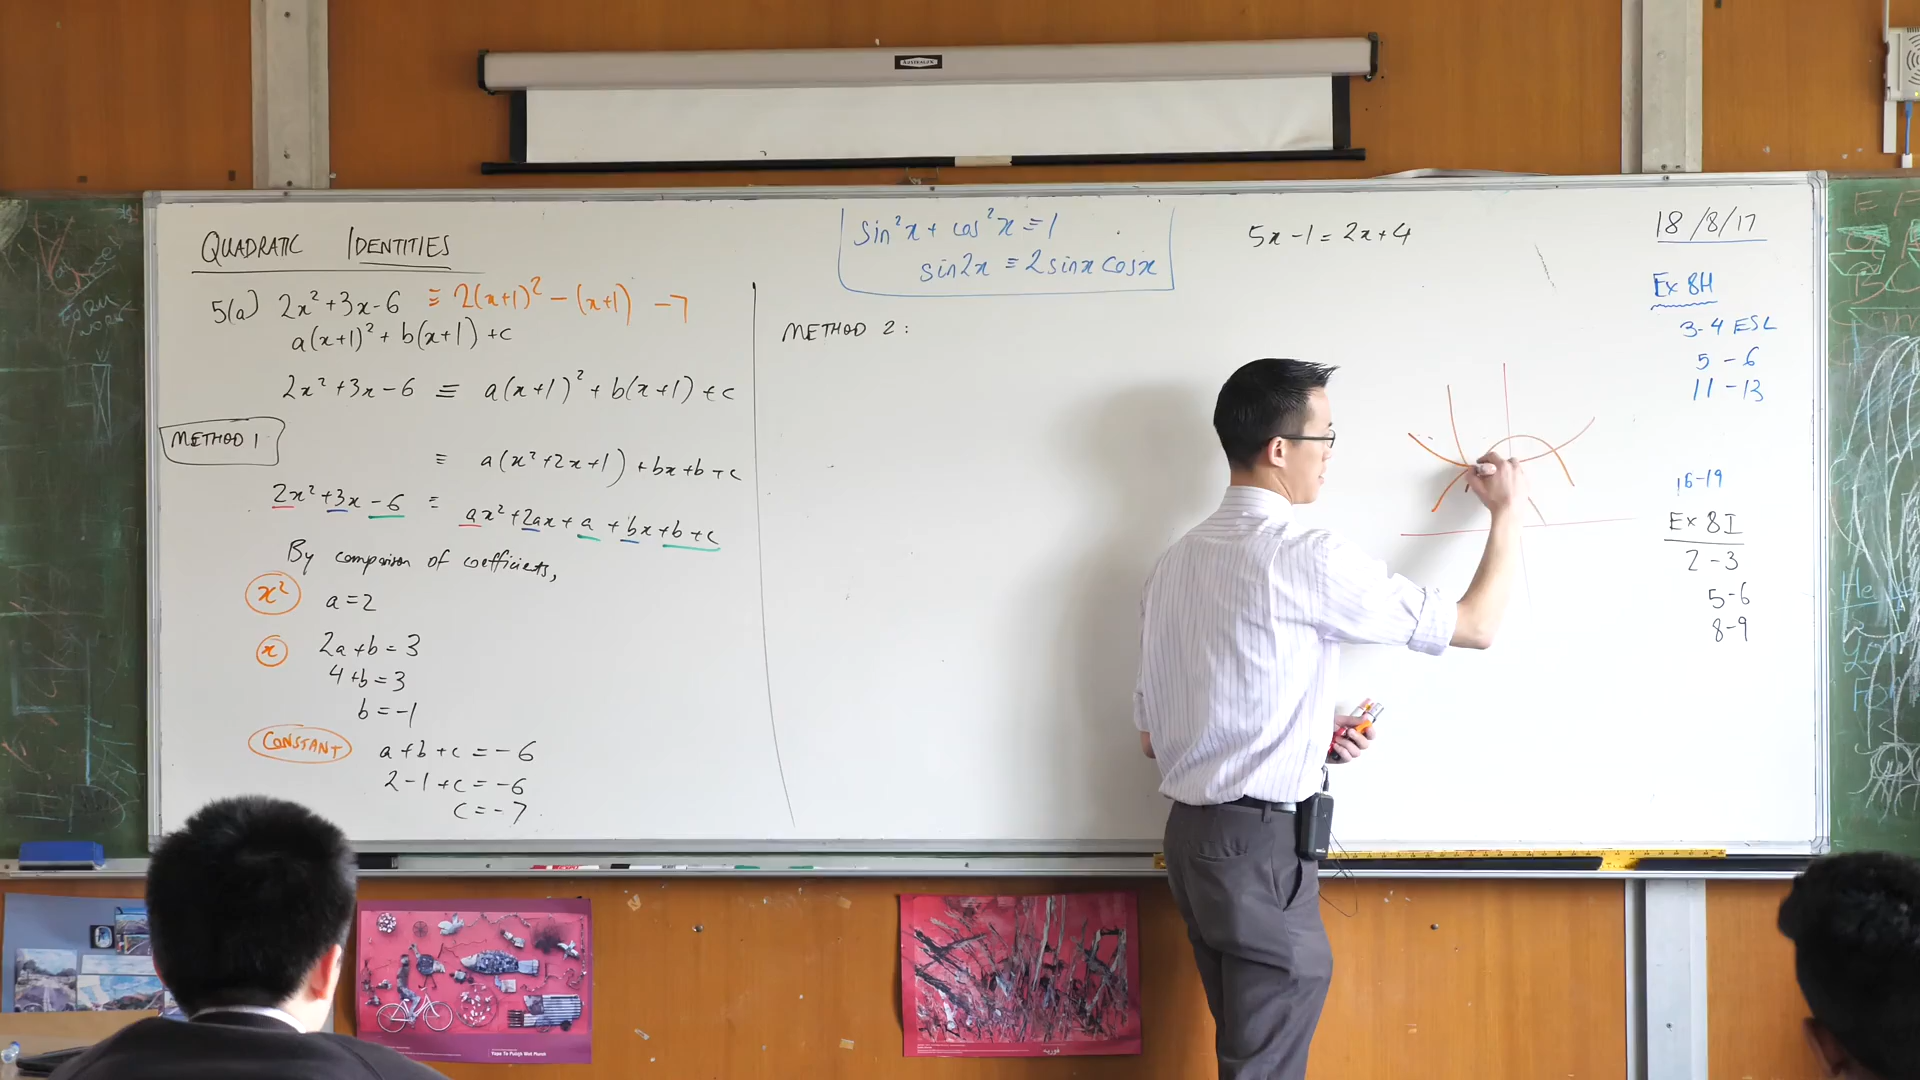 AUSTRALUX
QUADRATIC IDENTITIES
5(a) 2x² + 3x - 6 ≡ 2(x+1)² - (x+1) - 7
a(x+1)² + b(x+1) + c
2x² + 3x - 6 ≡ a(x+1)² + b(x+1) + c
METHOD 1
≡ a(x² + 2x + 1) + bx + b + c
2x² + 3x - 6 ≡ ax² + 2ax + a + bx + b + c
By comparison of coefficients,
x² a = 2
x 2a + b = 3
4 + b = 3
b = -1
CONSTANT a + b + c = -6
2 - 1 + c = -6
c = -7
sin²x + cos²x ≡ 1
sin2x ≡ 2 sinx cosx
METHOD 2:
5x - 1 = 2x + 4
18/8/17
Ex 8H
3-4 ESL
5-6
11-13
16-19
Ex 8I
2-3
5-6
8-9